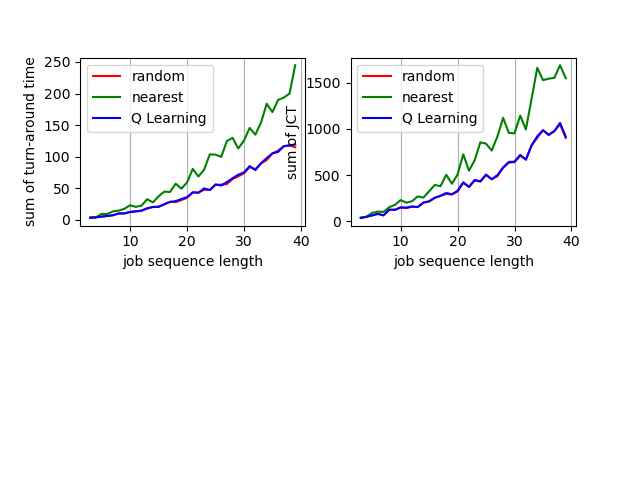 sum of turn-around time
250
200
150
100
50
0
10
20
30
40
job sequence length
random
nearest
Q Learning
sum of JCT
1500
1000
500
0
10
20
30
40
job sequence length
random
nearest
Q Learning